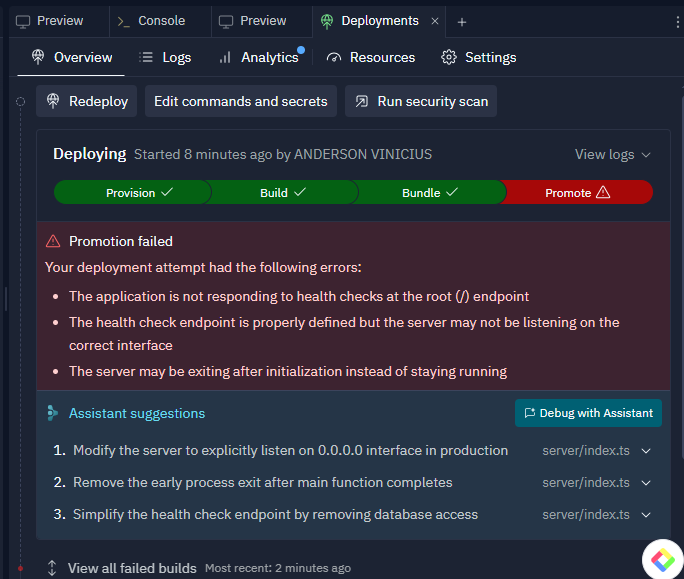 Preview
Console
Preview
Deployments
Overview
Logs
Analytics
Resources
Settings
Redeploy
Edit commands and secrets
Run security scan
Deploying Started 8 minutes ago by ANDERSON VINICIUS
View logs
Provision
Build
Bundle
Promote
Promotion failed
Your deployment attempt had the following errors:
• The application is not responding to health checks at the root (/) endpoint
• The health check endpoint is properly defined but the server may not be listening on the
correct interface
• The server may be exiting after initialization instead of staying running
Assistant suggestions
Debug with Assistant
1. Modify the server to explicitly listen on 0.0.0.0 interface in production server/index.ts
2. Remove the early process exit after main function completes server/index.ts
3. Simplify the health check endpoint by removing database access server/index.ts
View all failed builds Most recent: 2 minutes ago